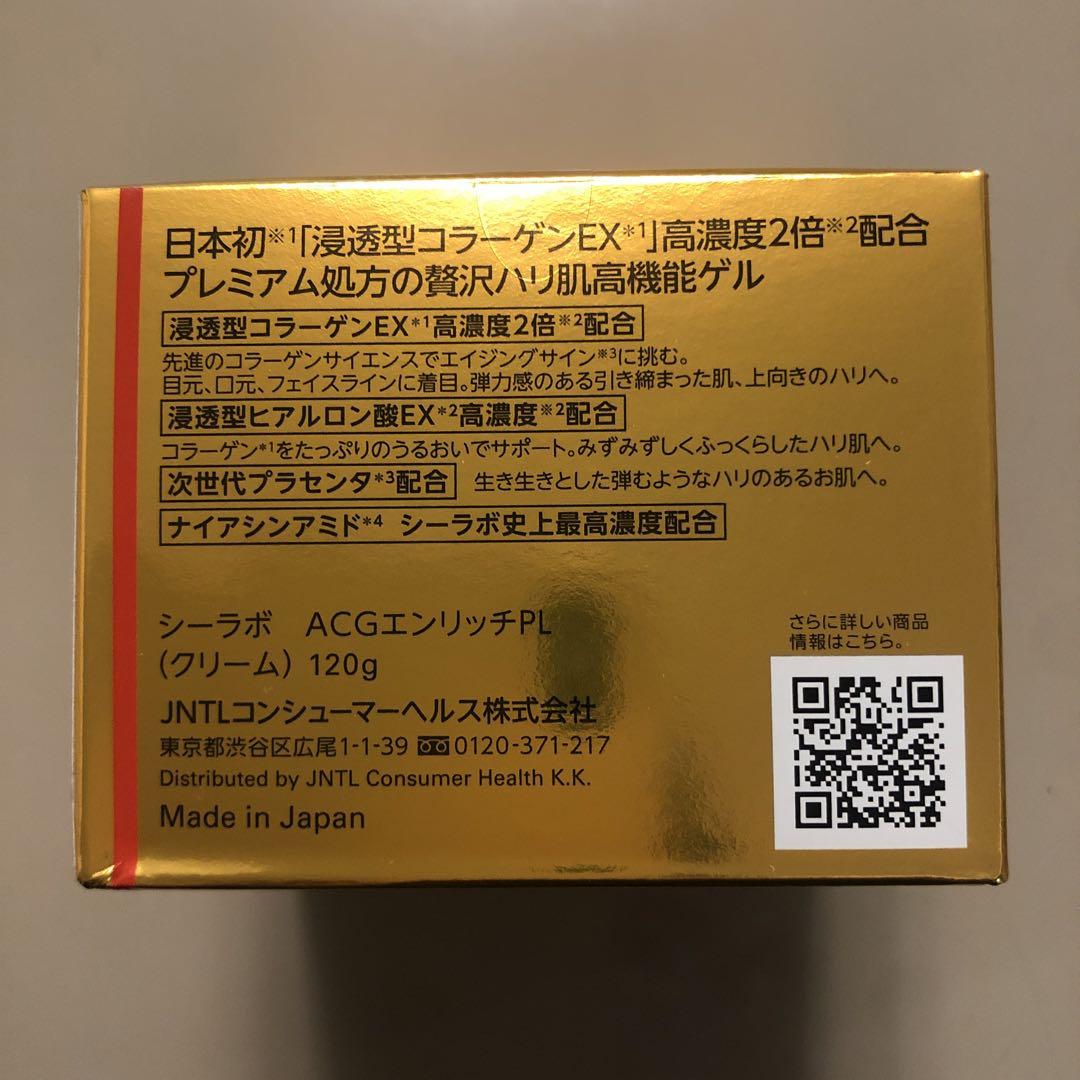 日本初※1「浸透型コラーゲンEX*1」高濃度2倍※2配合
プレミアム処方の贅沢ハリ肌高機能ゲル
浸透型コラーゲンEX*1高濃度2倍※2配合
先進のコラーゲンサイエンスでエイジングサイン※3に挑む。
目元、口元、フェイスラインに着目。弾力感のある引き締まった肌、上向きのハリへ。
浸透型ヒアルロン酸EX*2高濃度※2配合
コラーゲン*1をたっぷりのうるおいでサポート。みずみずしくふっくらしたハリ肌へ。
次世代プラセンタ*3配合 生き生きとした弾むようなハリのあるお肌へ。
ナイアシンアミド*4 シーラボ史上最高濃度配合
シーラボ ACGエンリッチPL
(クリーム) 120g
JNTLコンシューマーヘルス株式会社
東京都渋谷区広尾1-1-39 0120-371-217
Distributed by JNTL Consumer Health K.K.
Made in Japan
さらに詳しい商品
情報はこちら。